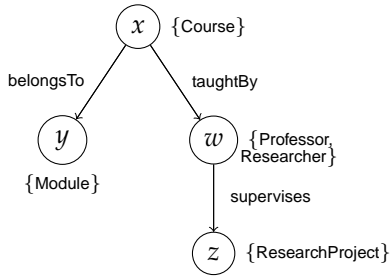 x {Course}
belongsTo taughtBy
y w {Professor,
Researcher}
{Module}
supervises
z {ResearchProject}